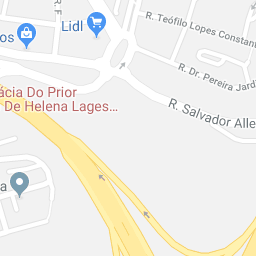 R. Teófilo Lopes Constant
Lidl
os
R. Dr. Pereira Jardi
ácia Do Prior
De Helena Lages...
R. Salvador Alle
a